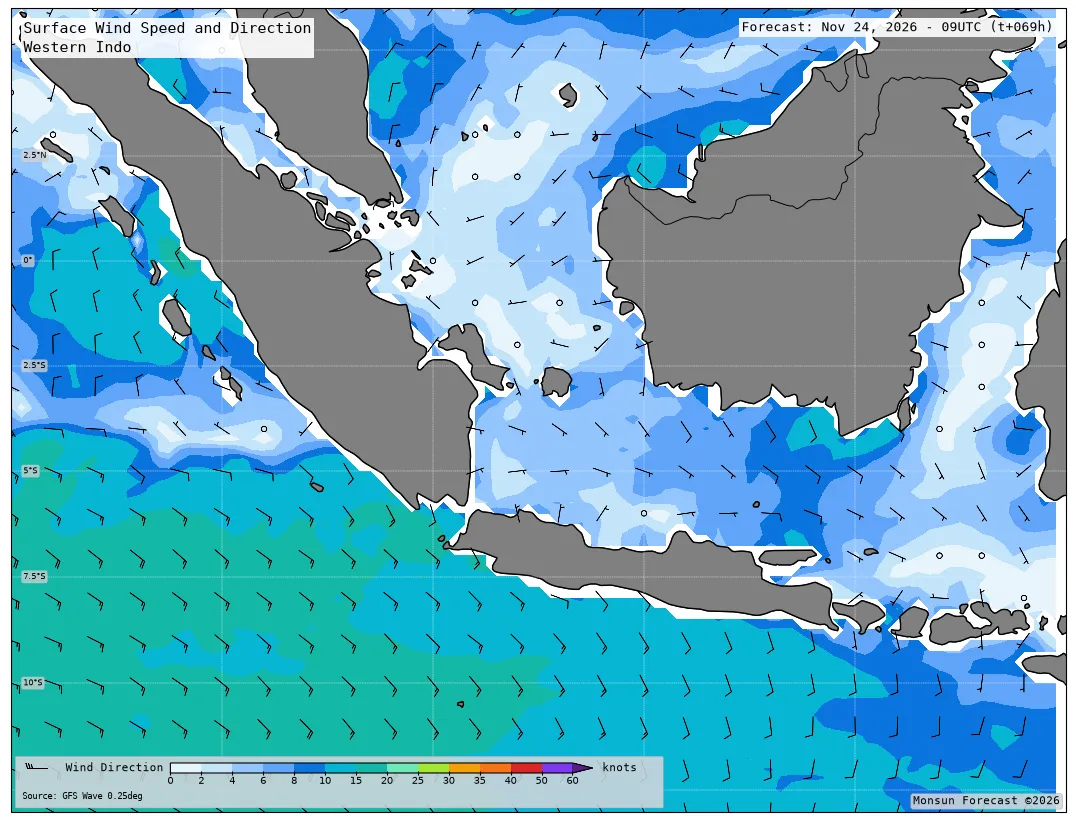 Surface Wind Speed and Direction
Western Indo
Forecast: Nov 24, 2026 - 09UTC (t+069h)
2.5°N
0°
2.5°S
5°S
7.5°S
10°S
Wind Direction
0 2 4 6 8 10 15 20 25 30 40 50 60
knots
Source: GFS Wave 0.25deg
Monsun Forecast ©2026